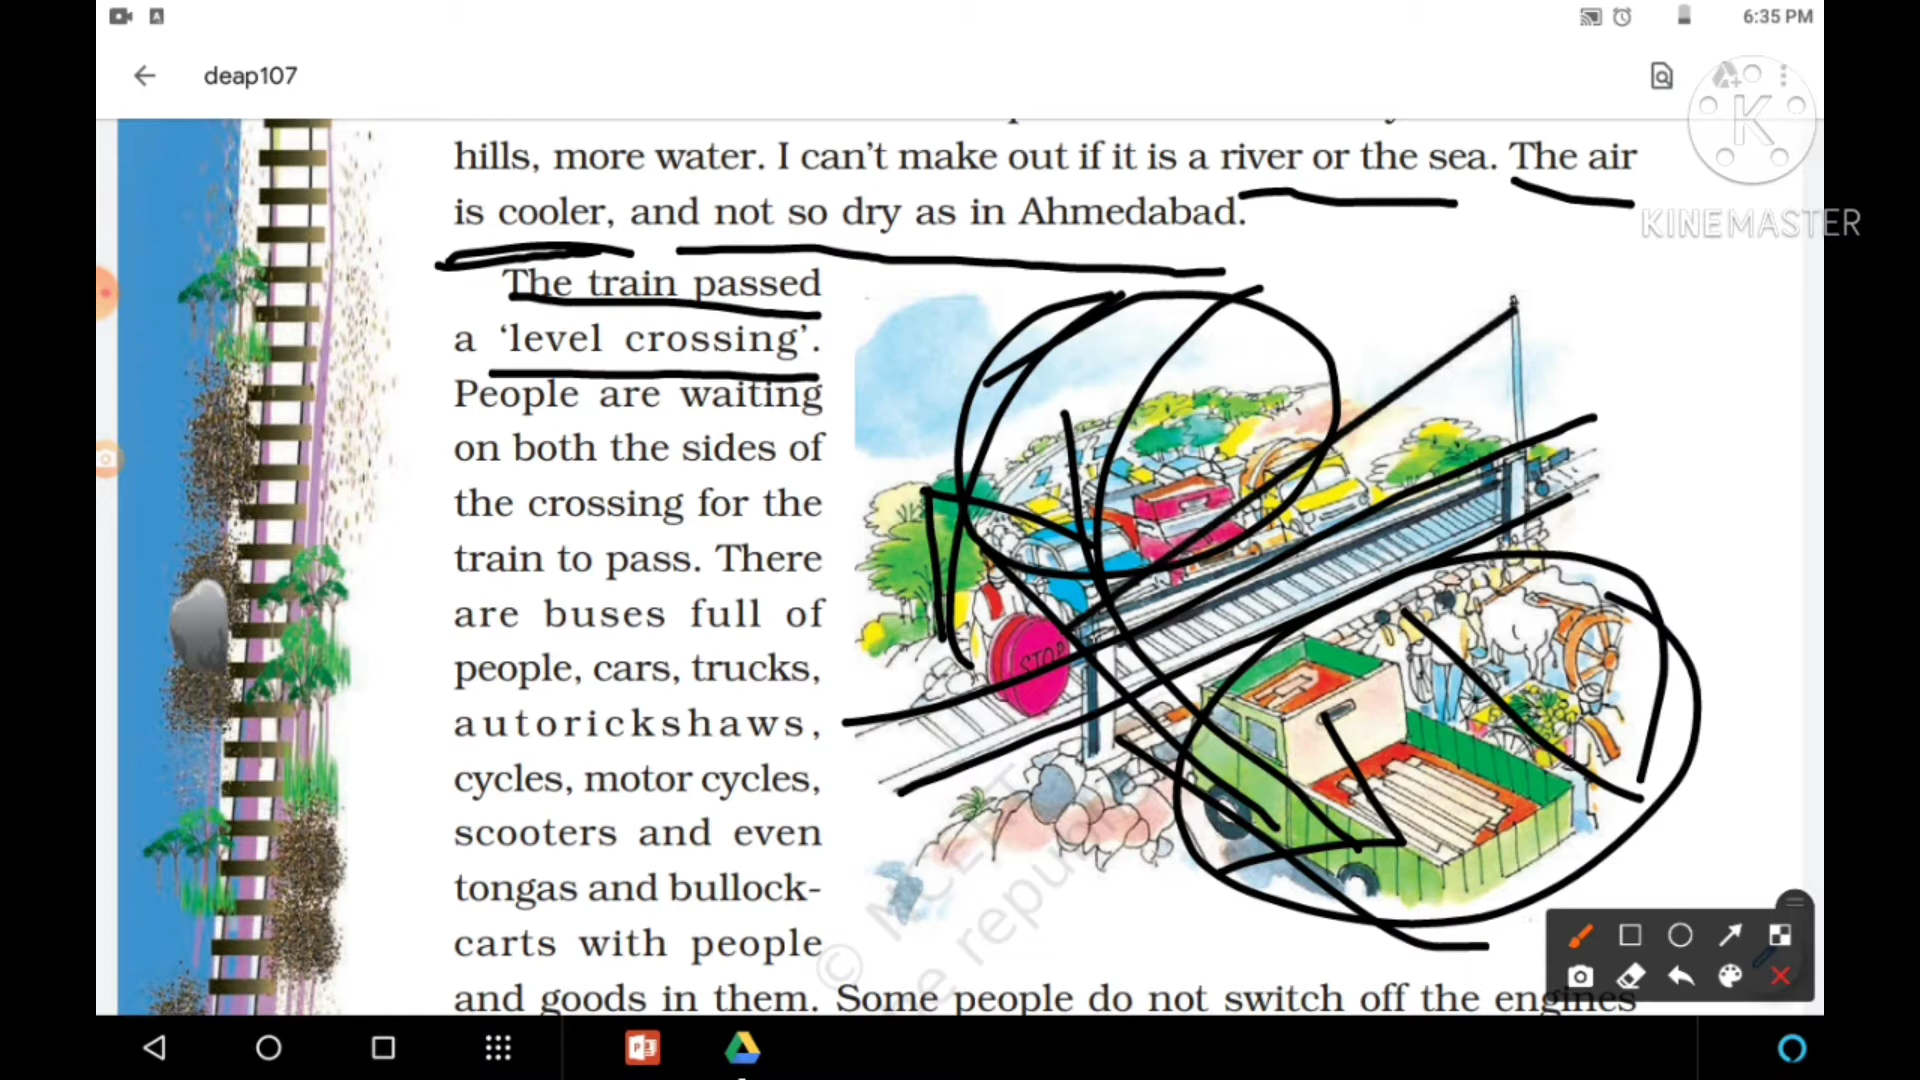 6:35 PM
deap107
K
KINEMASTER
hills, more water. I can't make out if it is a river or the sea. The air
is cooler, and not so dry as in Ahmedabad.
The train passed
a ‘level crossing’.
People are waiting
on both the sides of
the crossing for the
train to pass. There
are buses full of
people, cars, trucks,
autorickshaws,
cycles, motor cycles,
scooters and even
tongas and bullock-
carts with people
and goods in them. Some people do not switch off the engines
STOP
© NCERT